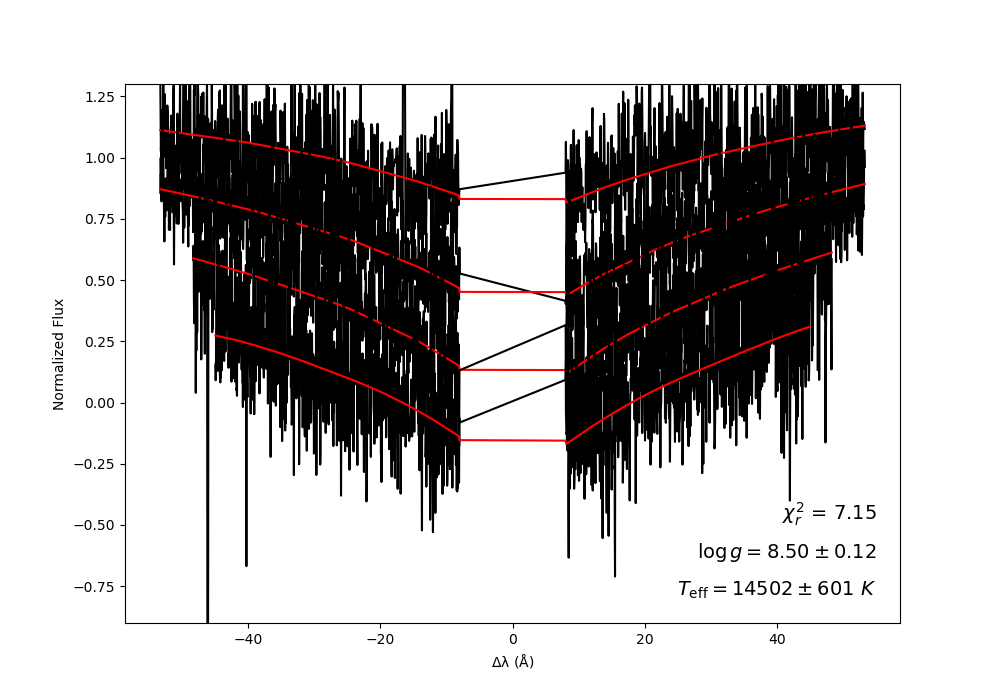 1.25
1.00
0.75
0.50
0.25
0.00
−0.25
−0.50
−0.75
Normalized Flux
χ²ᵣ = 7.15
log g = 8.50 ± 0.12
T_eff = 14502 ± 601 K
−40 −20 0 20 40
Δλ (Å)